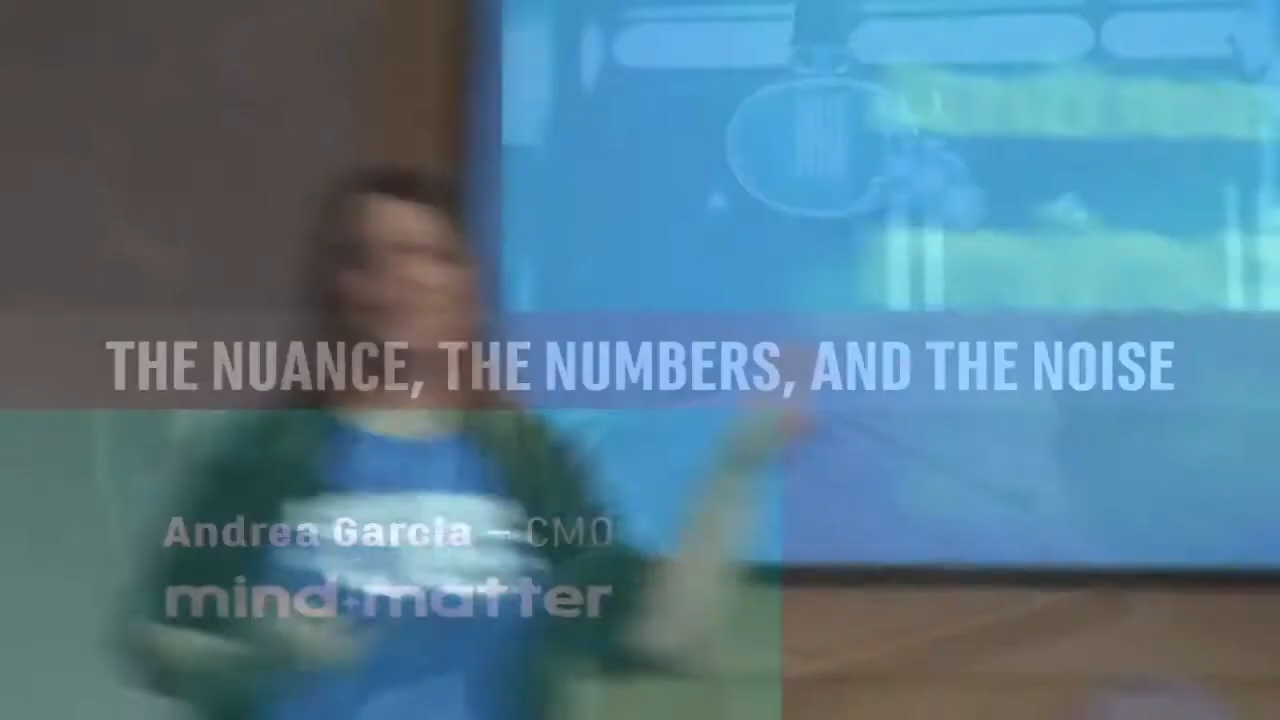 THE NUANCE, THE NUMBERS, AND THE NOISE
Andrea Garcia – CMO
mind+matter